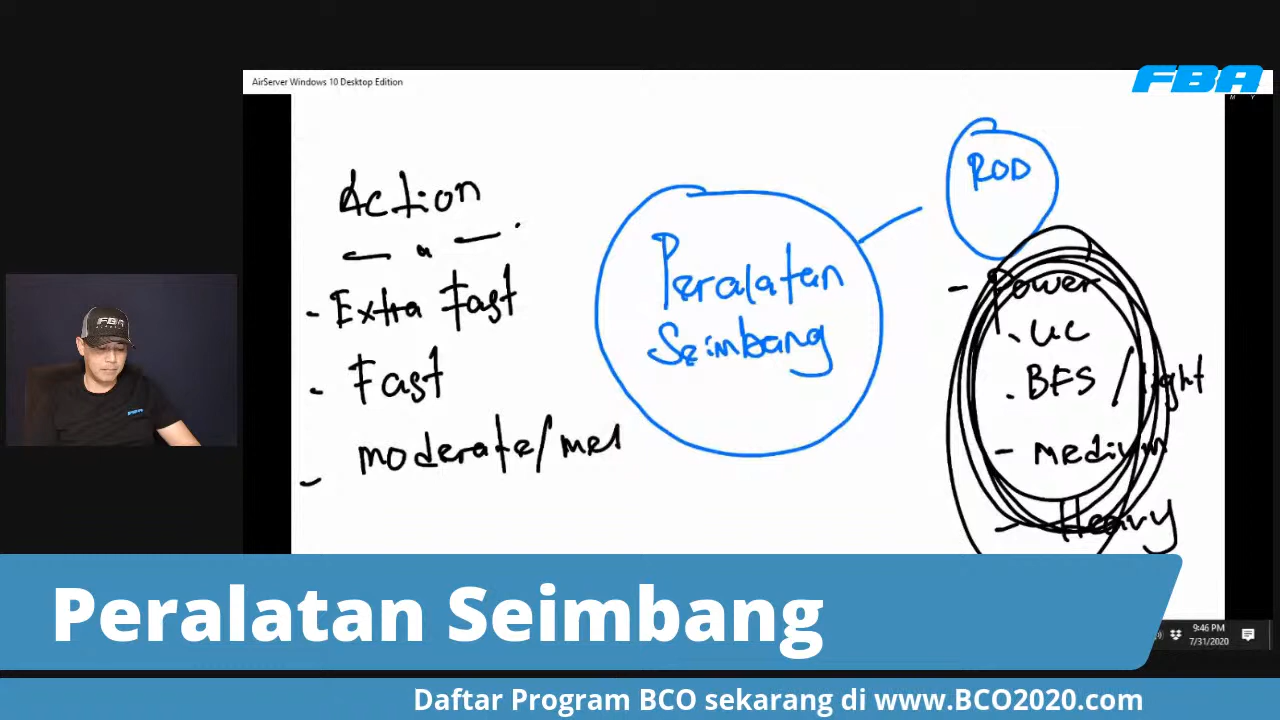 AirServer Windows 10 Desktop Edition
FBA
Action
- Extra Fast
- Fast
- moderate/med
Peralatan
Seimbang
ROD
- Power
. UC
. BFS / light
- medium
- Heavy
FBA
Peralatan Seimbang
9:46 PM
7/31/2020
Daftar Program BCO sekarang di www.BCO2020.com